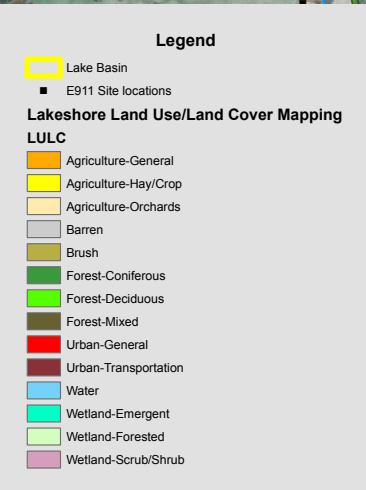 Legend
Lake Basin
E911 Site locations
Lakeshore Land Use/Land Cover Mapping
LULC
Agriculture-General
Agriculture-Hay/Crop
Agriculture-Orchards
Barren
Brush
Forest-Coniferous
Forest-Deciduous
Forest-Mixed
Urban-General
Urban-Transportation
Water
Wetland-Emergent
Wetland-Forested
Wetland-Scrub/Shrub